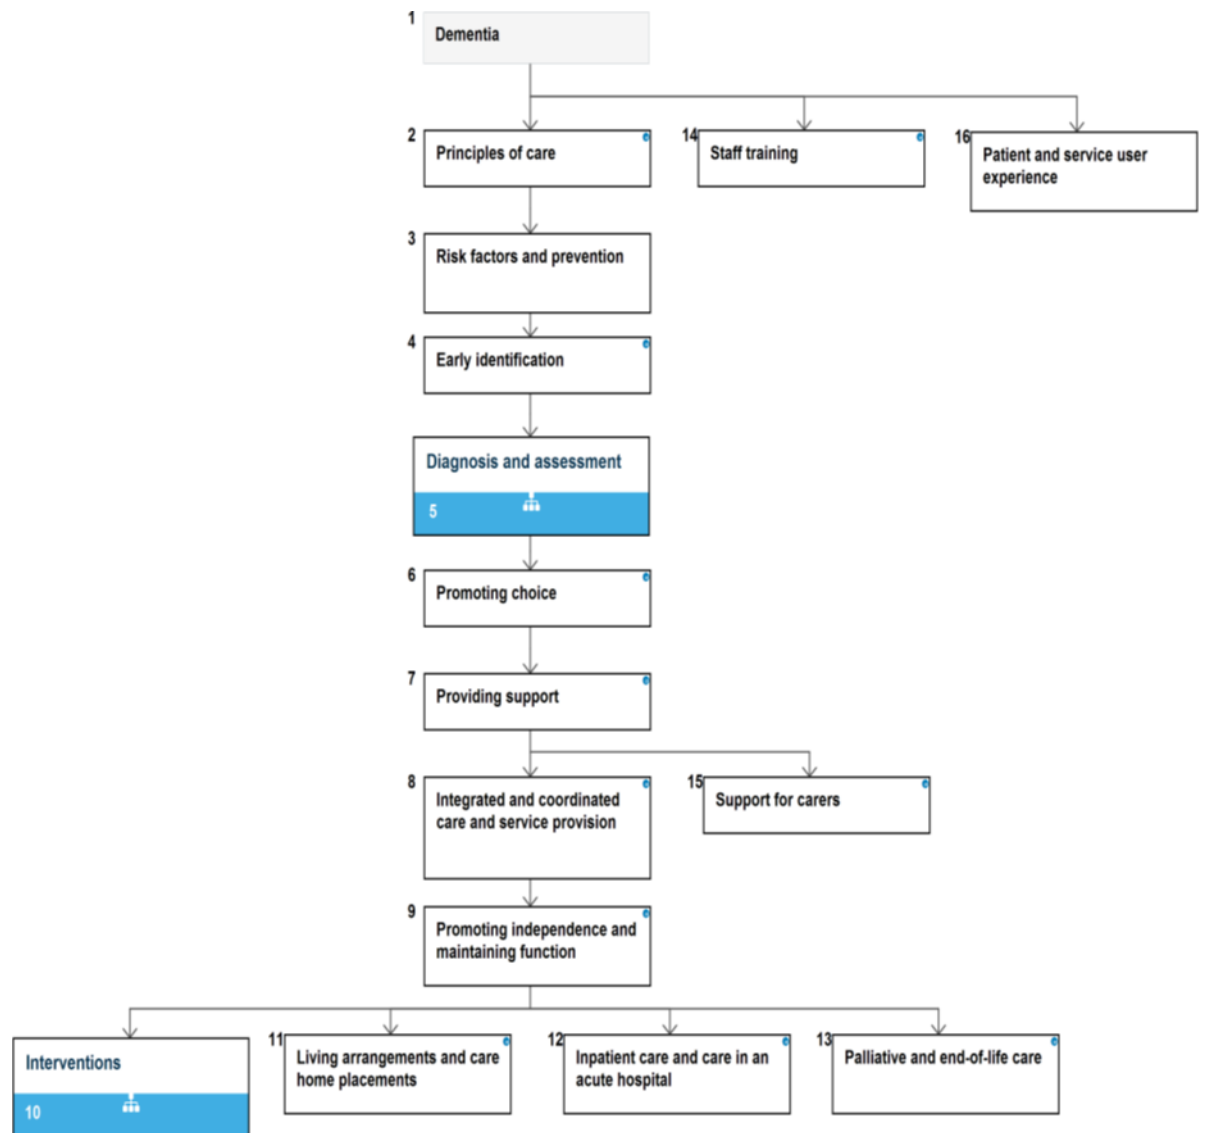 1
Dementia
2
Principles of care
14
Staff training
16
Patient and service user
experience
3
Risk factors and prevention
4
Early identification
Diagnosis and assessment
5
6
Promoting choice
7
Providing support
8
Integrated and coordinated
care and service provision
15
Support for carers
9
Promoting independence and
maintaining function
Interventions
10
11
Living arrangements and care
home placements
12
Inpatient care and care in an
acute hospital
13
Palliative and end-of-life care